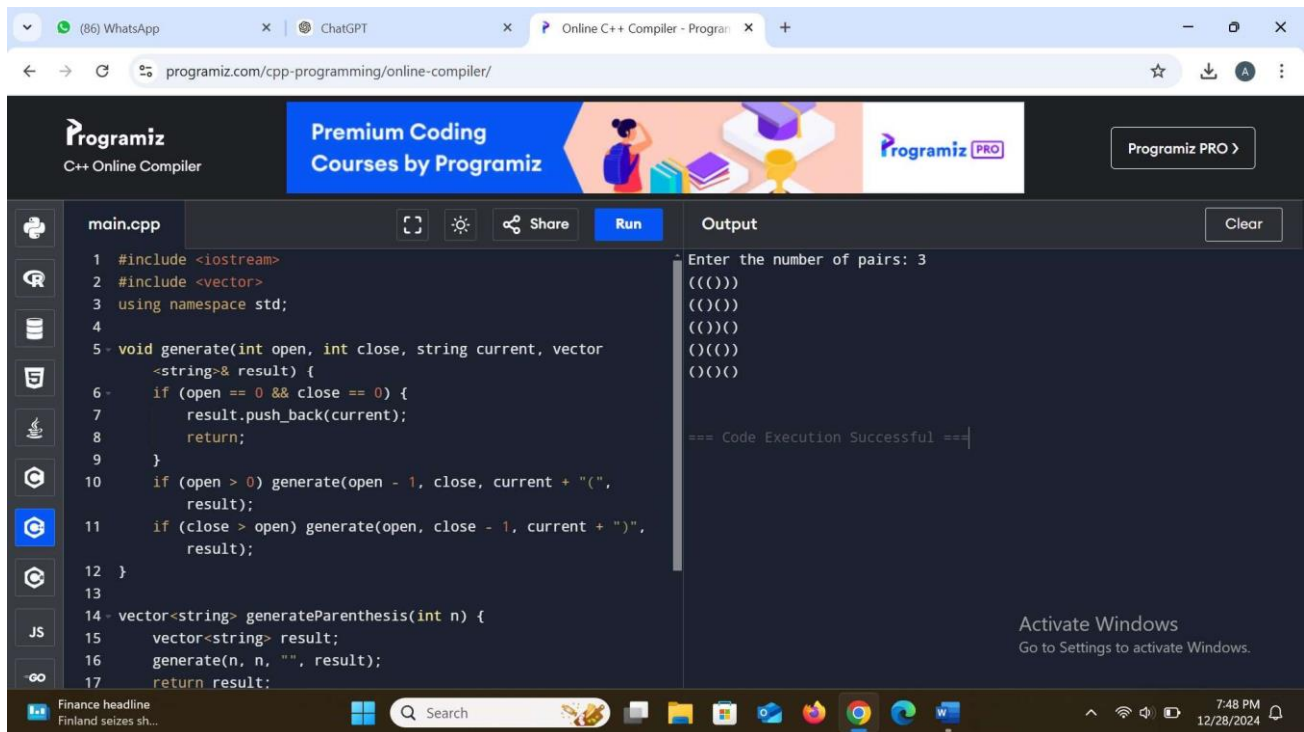 (86) WhatsApp
ChatGPT
Online C++ Compiler - Program
programiz.com/cpp-programming/online-compiler/
A
Programiz
C++ Online Compiler
Premium Coding
Courses by Programiz
Programiz PRO
Programiz PRO >
main.cpp
Share
Run
Output
Clear
1 #include <iostream>
2 #include <vector>
3 using namespace std;
4
5 void generate(int open, int close, string current, vector
<string>& result) {
6 if (open == 0 && close == 0) {
7 result.push_back(current);
8 return;
9 }
10 if (open > 0) generate(open - 1, close, current + "(",
result);
11 if (close > open) generate(open, close - 1, current + ")",
result);
12 }
13
14 vector<string> generateParenthesis(int n) {
15 vector<string> result;
16 generate(n, n, "", result);
17 return result;
Enter the number of pairs: 3
((()))
(()())
(())()
()(())
()()()
=== Code Execution Successful ===
JS
GO
Activate Windows
Go to Settings to activate Windows.
Finance headline
Finland seizes sh...
Search
7:48 PM
12/28/2024